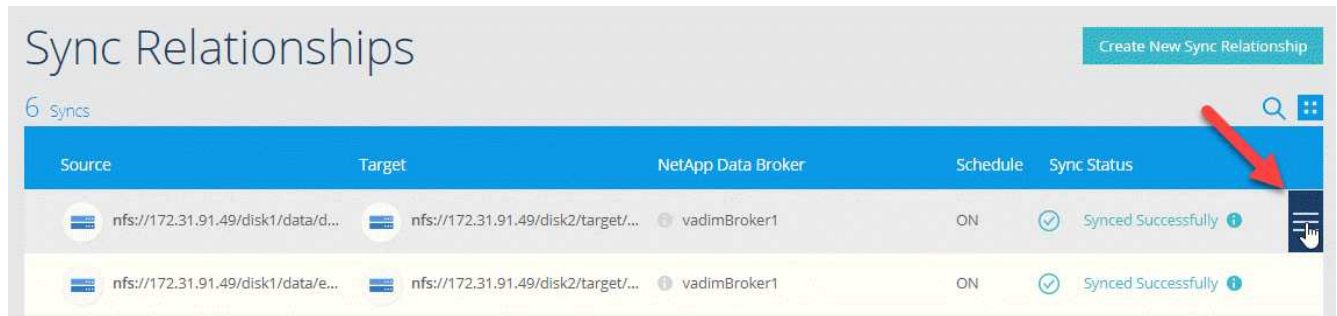 Sync Relationships
Create New Sync Relationship
6 Syncs
Source Target NetApp Data Broker Schedule Sync Status
nfs://172.31.91.49/disk1/data/d... nfs://172.31.91.49/disk2/target/... vadimBroker1 ON Synced Successfully
nfs://172.31.91.49/disk1/data/e... nfs://172.31.91.49/disk2/target/... vadimBroker1 ON Synced Successfully